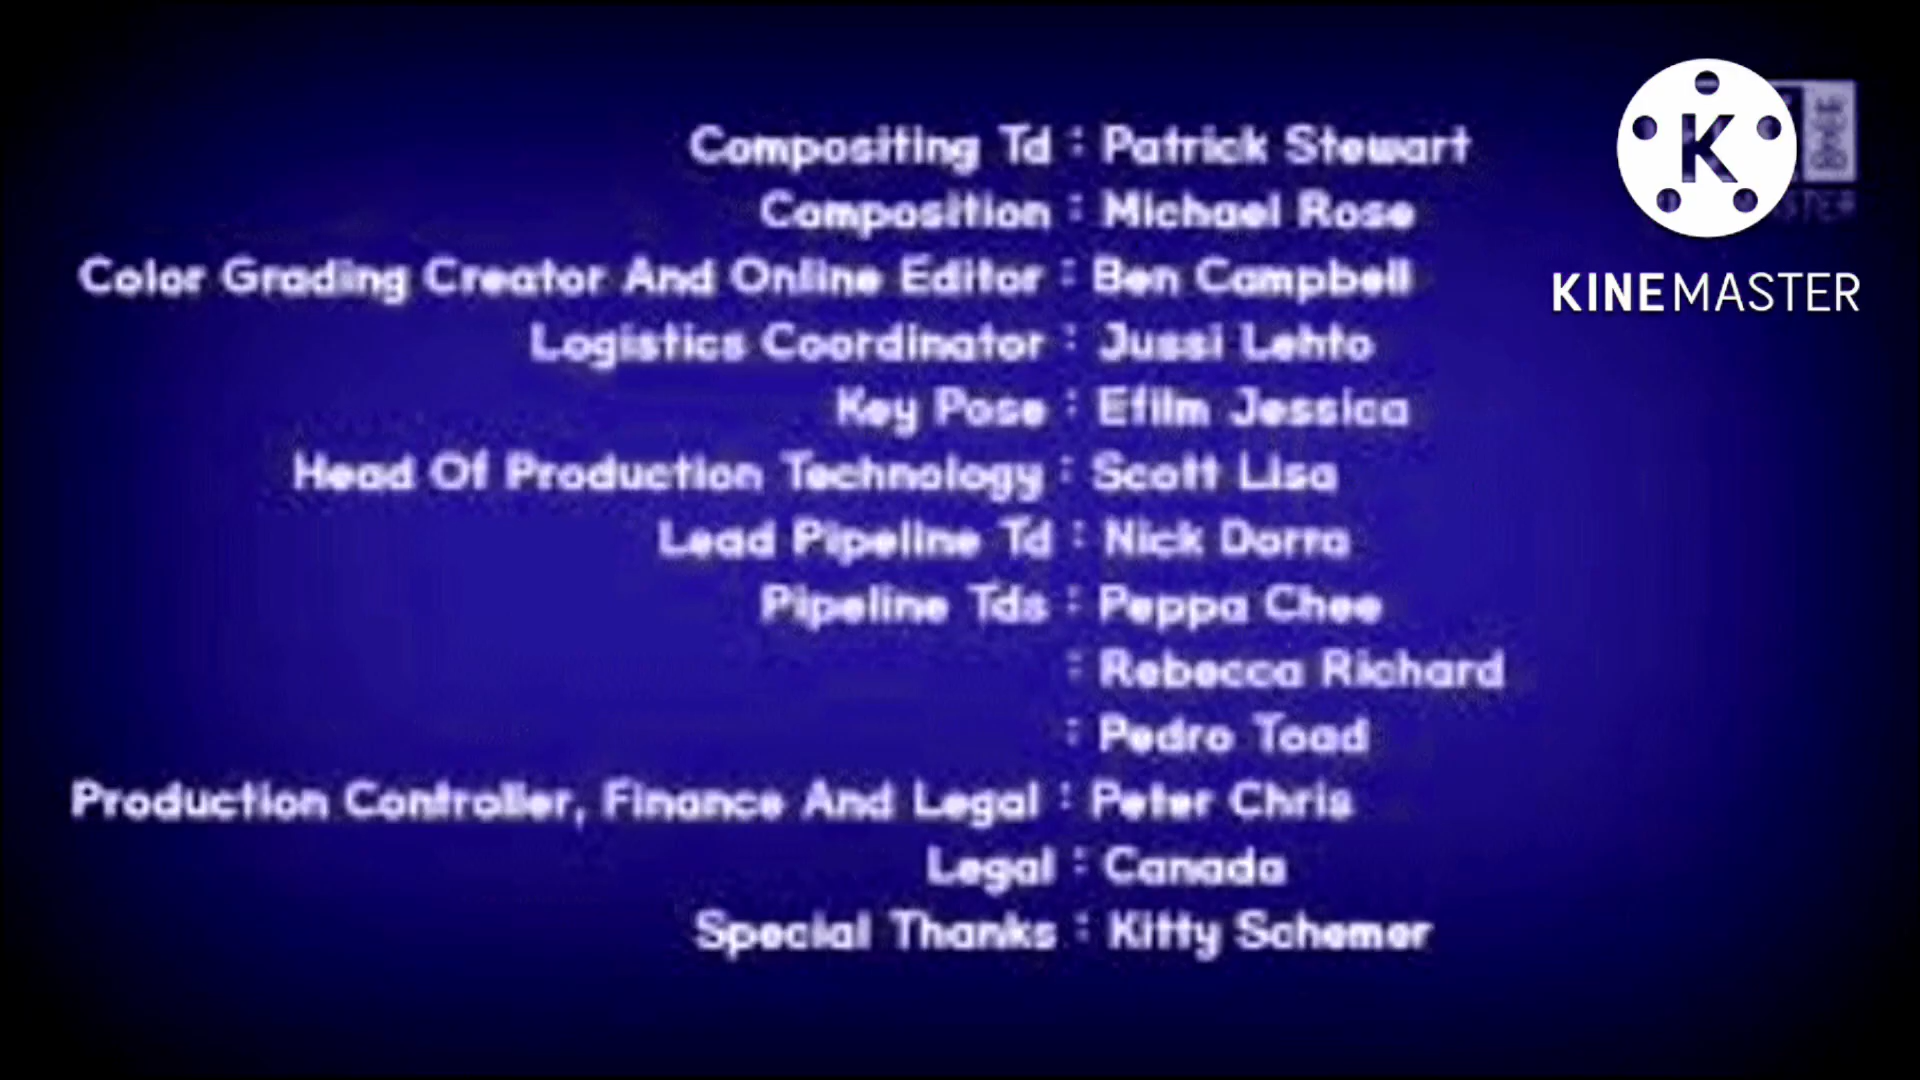 Compositing Td : Patrick Stewart
Composition : Michael Rose
Color Grading Creator And Online Editor : Ben Campbell
Logistics Coordinator : Jussi Lehto
Key Pose : Efilm Jessica
Head Of Production Technology : Scott Lisa
Lead Pipeline Td : Nick Dorra
Pipeline Tds : Peppa Chee
: Rebecca Richard
: Pedro Toad
Production Controller, Finance And Legal : Peter Chris
Legal : Canada
Special Thanks : Kitty Schemer
K
KINEMASTER